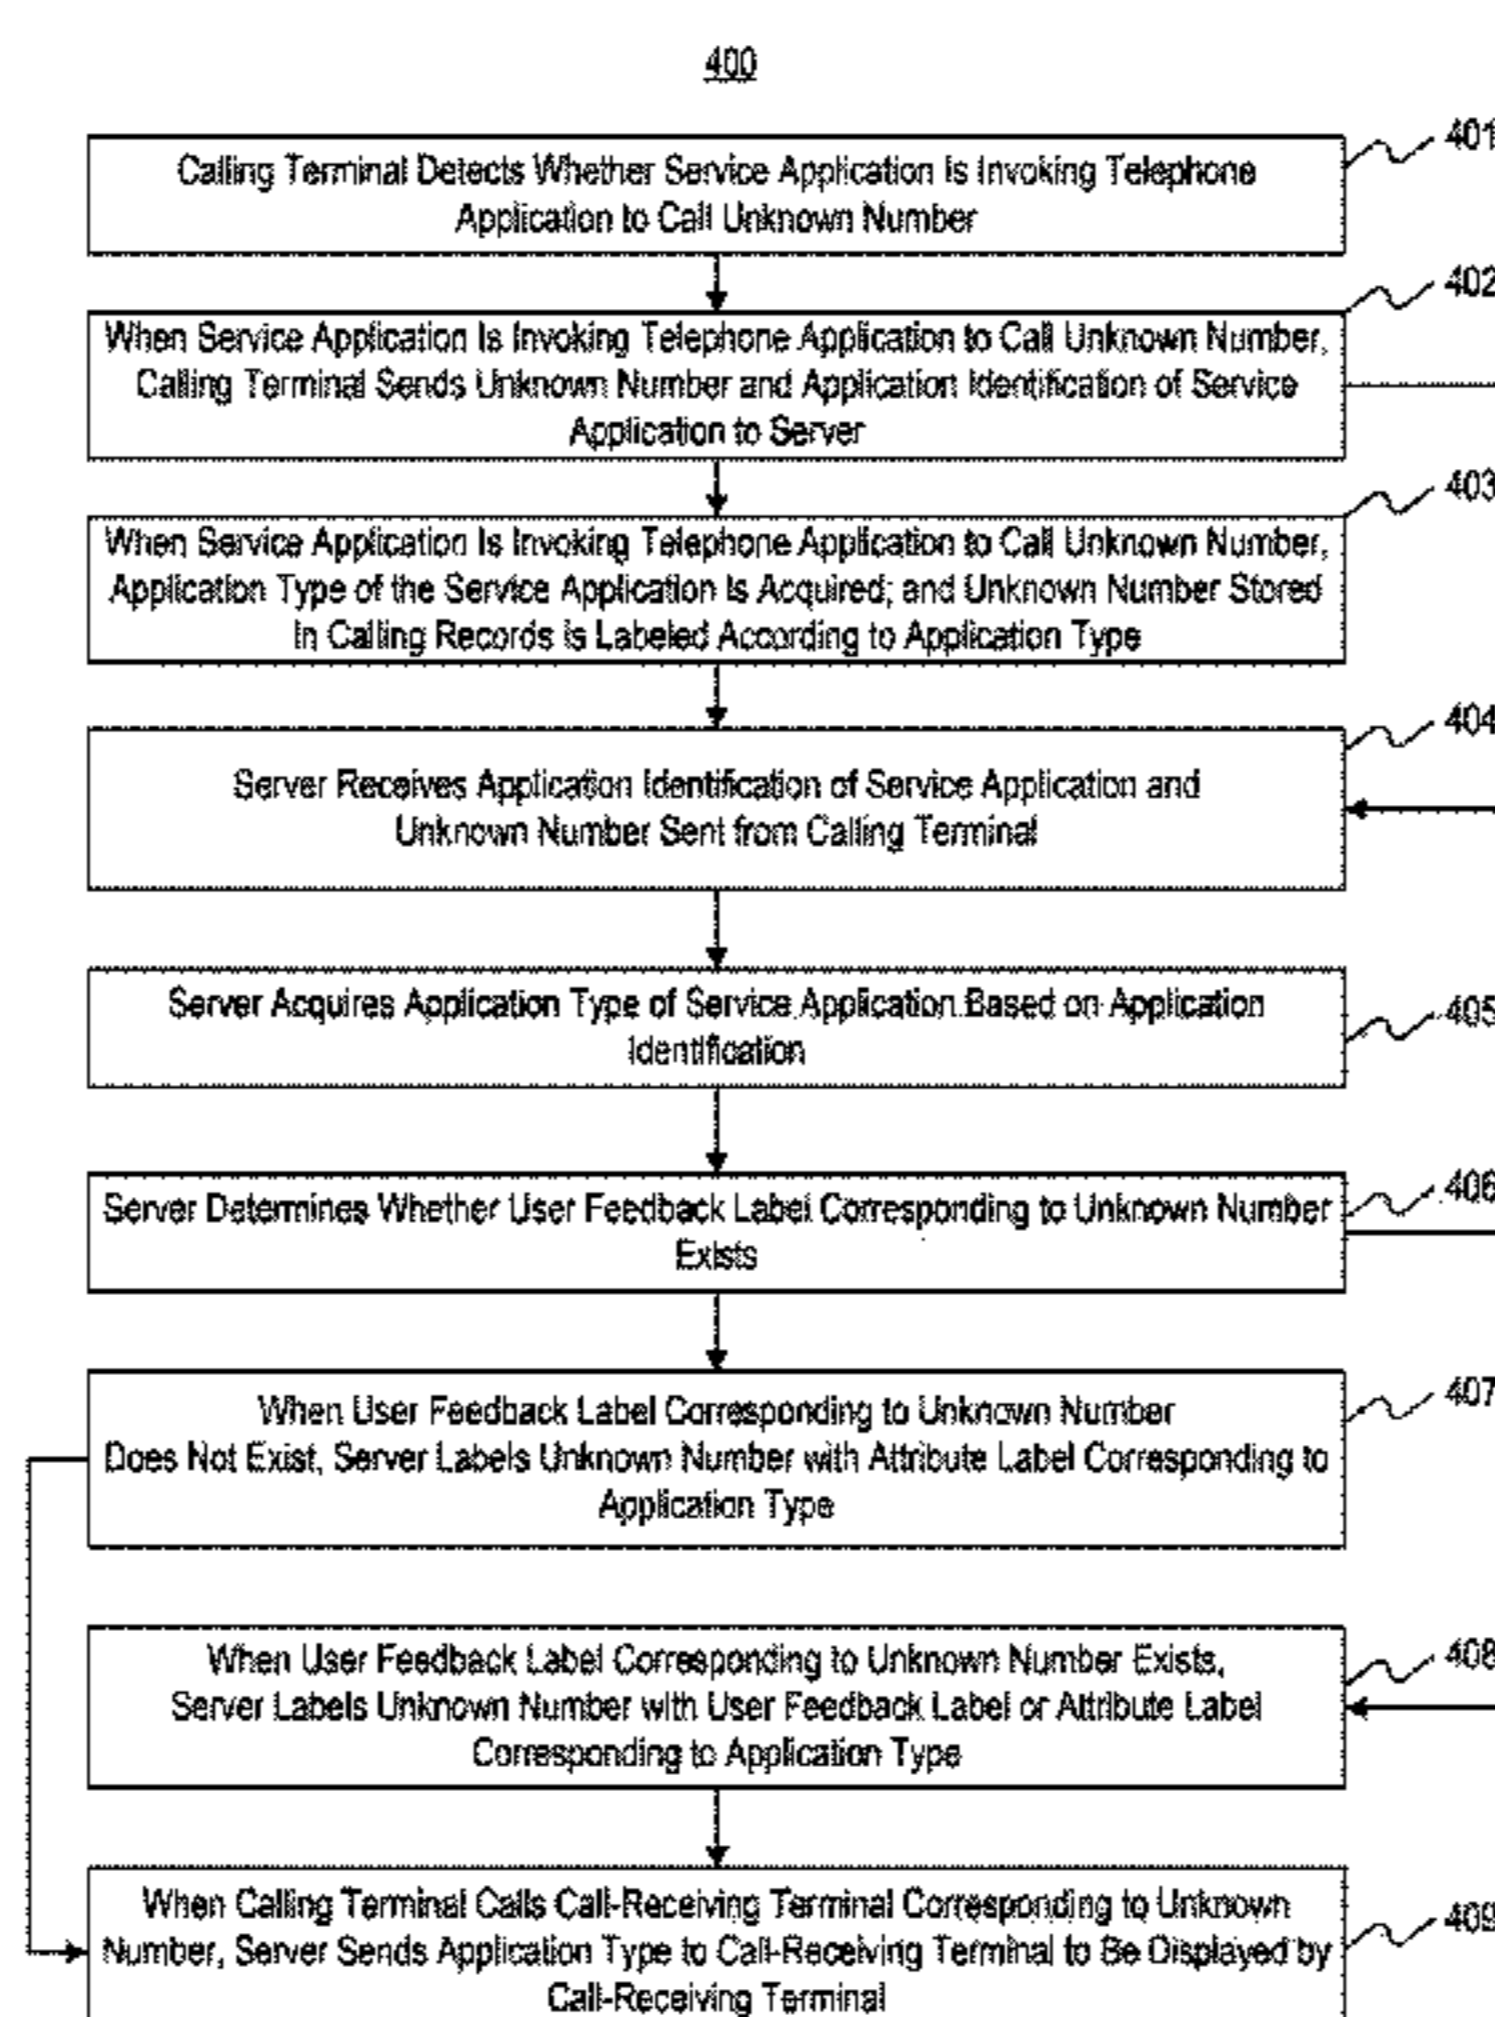 400
Calling Terminal Detects Whether Service Application Is Invoking Telephone
Application to Call Unknown Number
401
When Service Application Is Invoking Telephone Application to Call Unknown Number,
Calling Terminal Sends Unknown Number and Application Identification of Service
Application to Server
402
When Service Application Is Invoking Telephone Application to Call Unknown Number,
Application Type of the Service Application Is Acquired; and Unknown Number Stored
In Calling Records Is Labeled According to Application Type
403
Server Receives Application Identification of Service Application and
Unknown Number Sent from Calling Terminal
404
Server Acquires Application Type of Service Application Based on Application
Identification
405
Server Determines Whether User Feedback Label Corresponding to Unknown Number
Exists
406
When User Feedback Label Corresponding to Unknown Number
Does Not Exist, Server Labels Unknown Number with Attribute Label Corresponding to
Application Type
407
When User Feedback Label Corresponding to Unknown Number Exists,
Server Labels Unknown Number with User Feedback Label or Attribute Label
Corresponding to Application Type
408
When Calling Terminal Calls Call-Receiving Terminal Corresponding to Unknown
Number, Server Sends Application Type to Call-Receiving Terminal to Be Displayed by
Call-Receiving Terminal
409